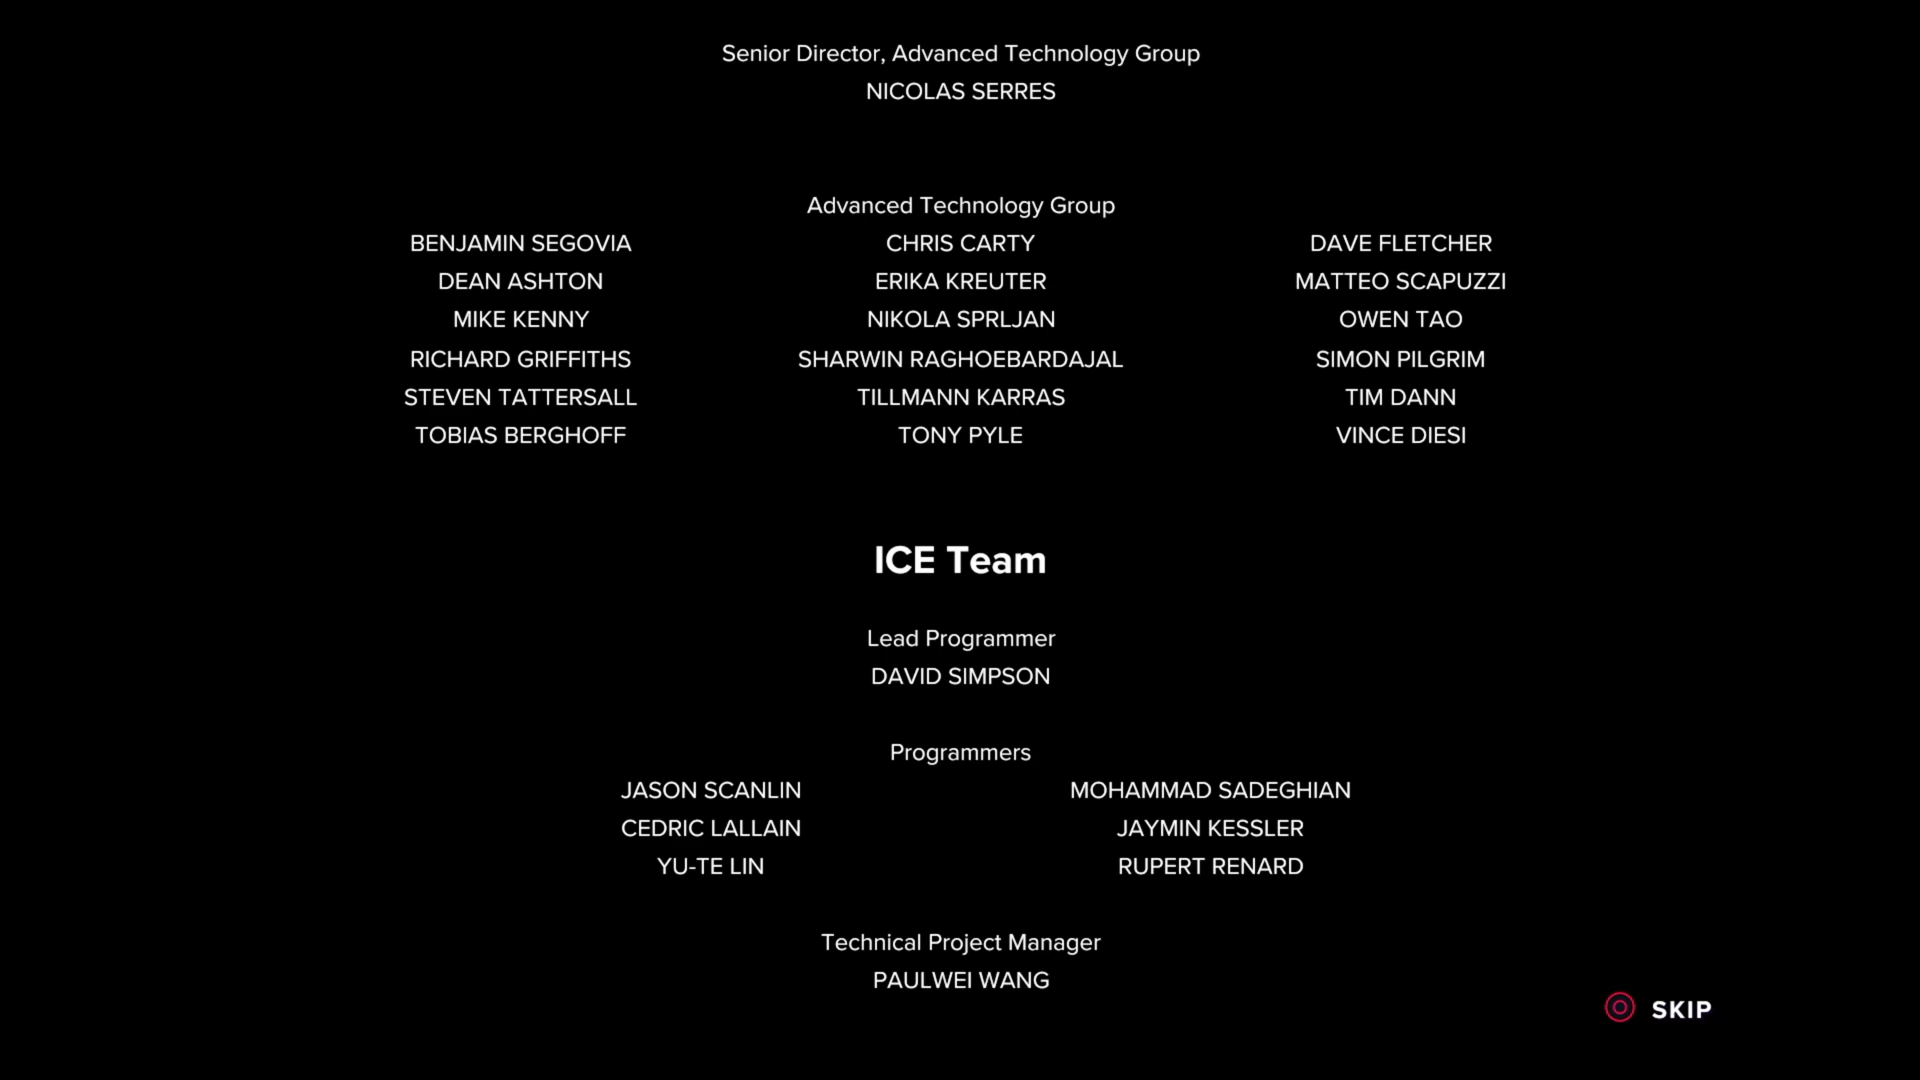 Senior Director, Advanced Technology Group
NICOLAS SERRES
Advanced Technology Group
BENJAMIN SEGOVIA CHRIS CARTY DAVE FLETCHER
DEAN ASHTON ERIKA KREUTER MATTEO SCAPUZZI
MIKE KENNY NIKOLA SPRLJAN OWEN TAO
RICHARD GRIFFITHS SHARWIN RAGHOEBARDAJAL SIMON PILGRIM
STEVEN TATTERSALL TILLMANN KARRAS TIM DANN
TOBIAS BERGHOFF TONY PYLE VINCE DIESI
ICE Team
Lead Programmer
DAVID SIMPSON
Programmers
JASON SCANLIN MOHAMMAD SADEGHIAN
CEDRIC LALLAIN JAYMIN KESSLER
YU-TE LIN RUPERT RENARD
Technical Project Manager
PAULWEI WANG
SKIP